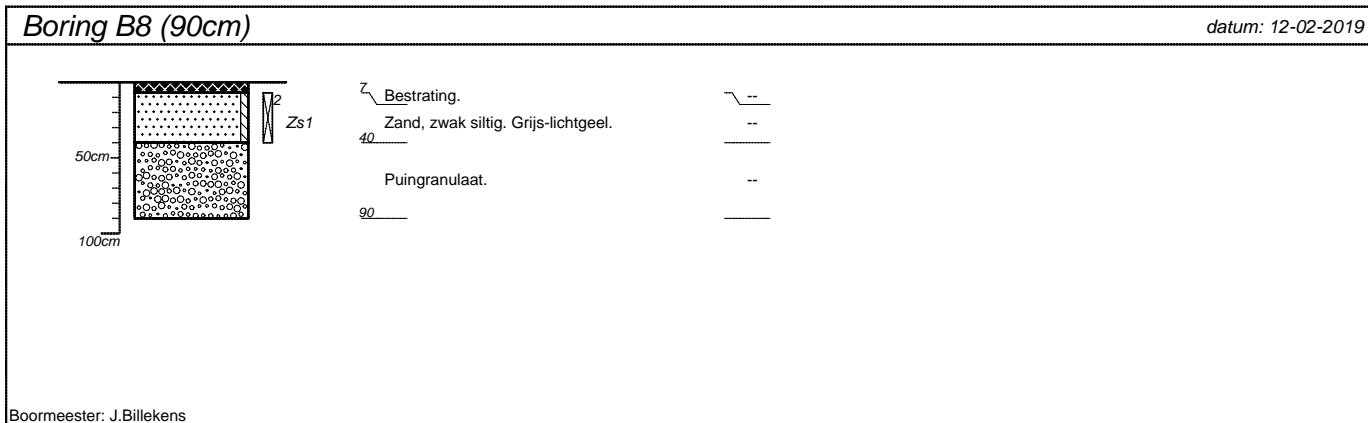 Boring B8 (90cm)
datum: 12-02-2019
7
Bestrating.
--
2
Zs1
Zand, zwak siltig. Grijs-lichtgeel.
--
40
50cm
Puingranulaat.
--
90
100cm
Boormeester: J.Billekens